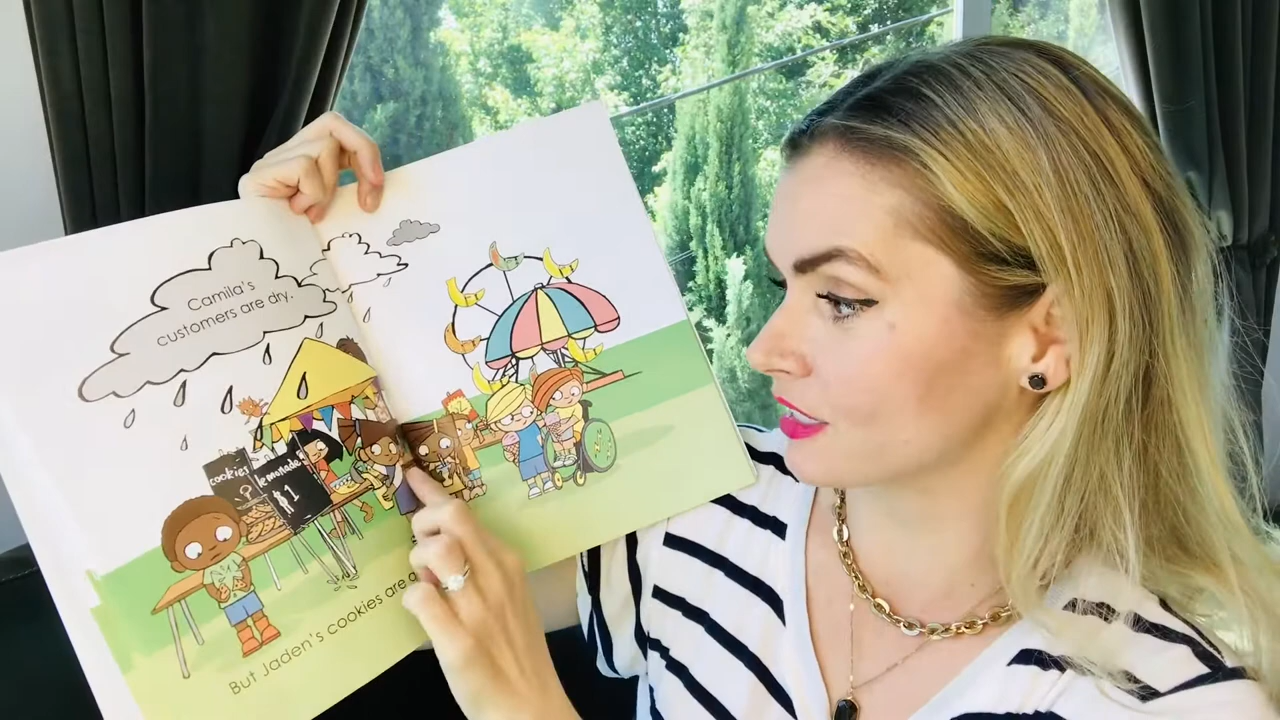 Camila's
customers are dry.
cookies
lemonade
$1
But Jaden's cookies are a